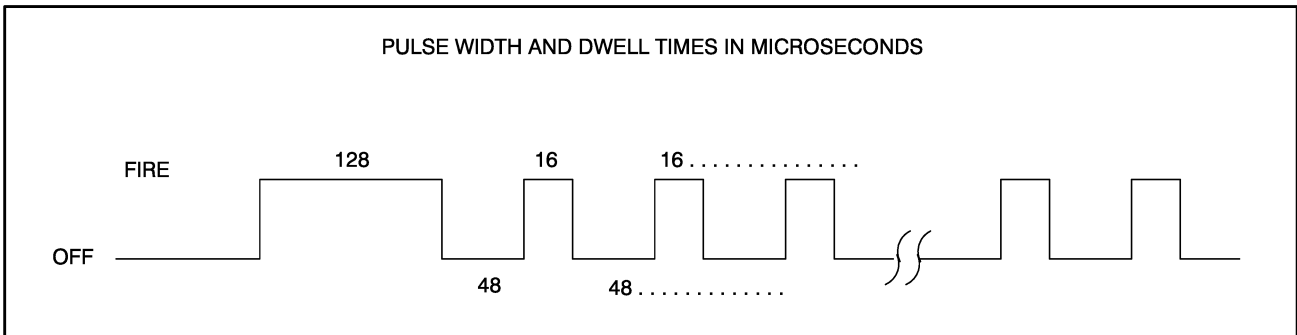 PULSE WIDTH AND DWELL TIMES IN MICROSECONDS
FIRE
128
16
16 . . . . . . . . . . . . . . .
OFF
48
48 . . . . . . . . . . . . .